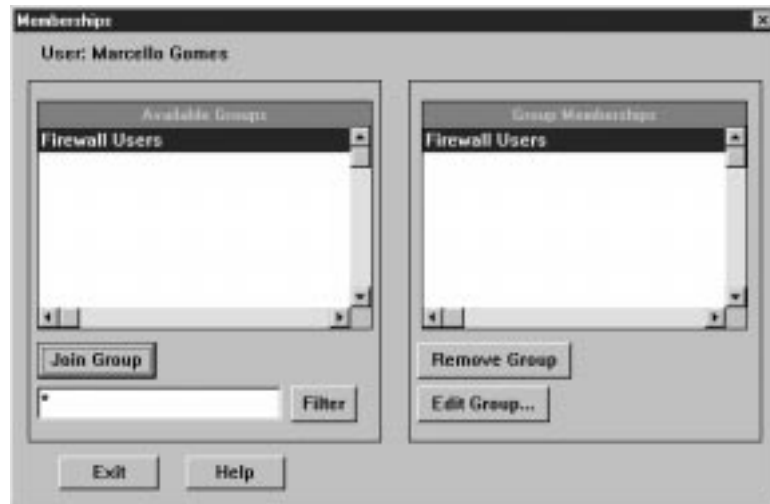 Memberships
User: Marcello Gomes
Available Groups
Firewall Users
Join Group
*
Filter
Group Memberships
Firewall Users
Remove Group
Edit Group...
Exit
Help